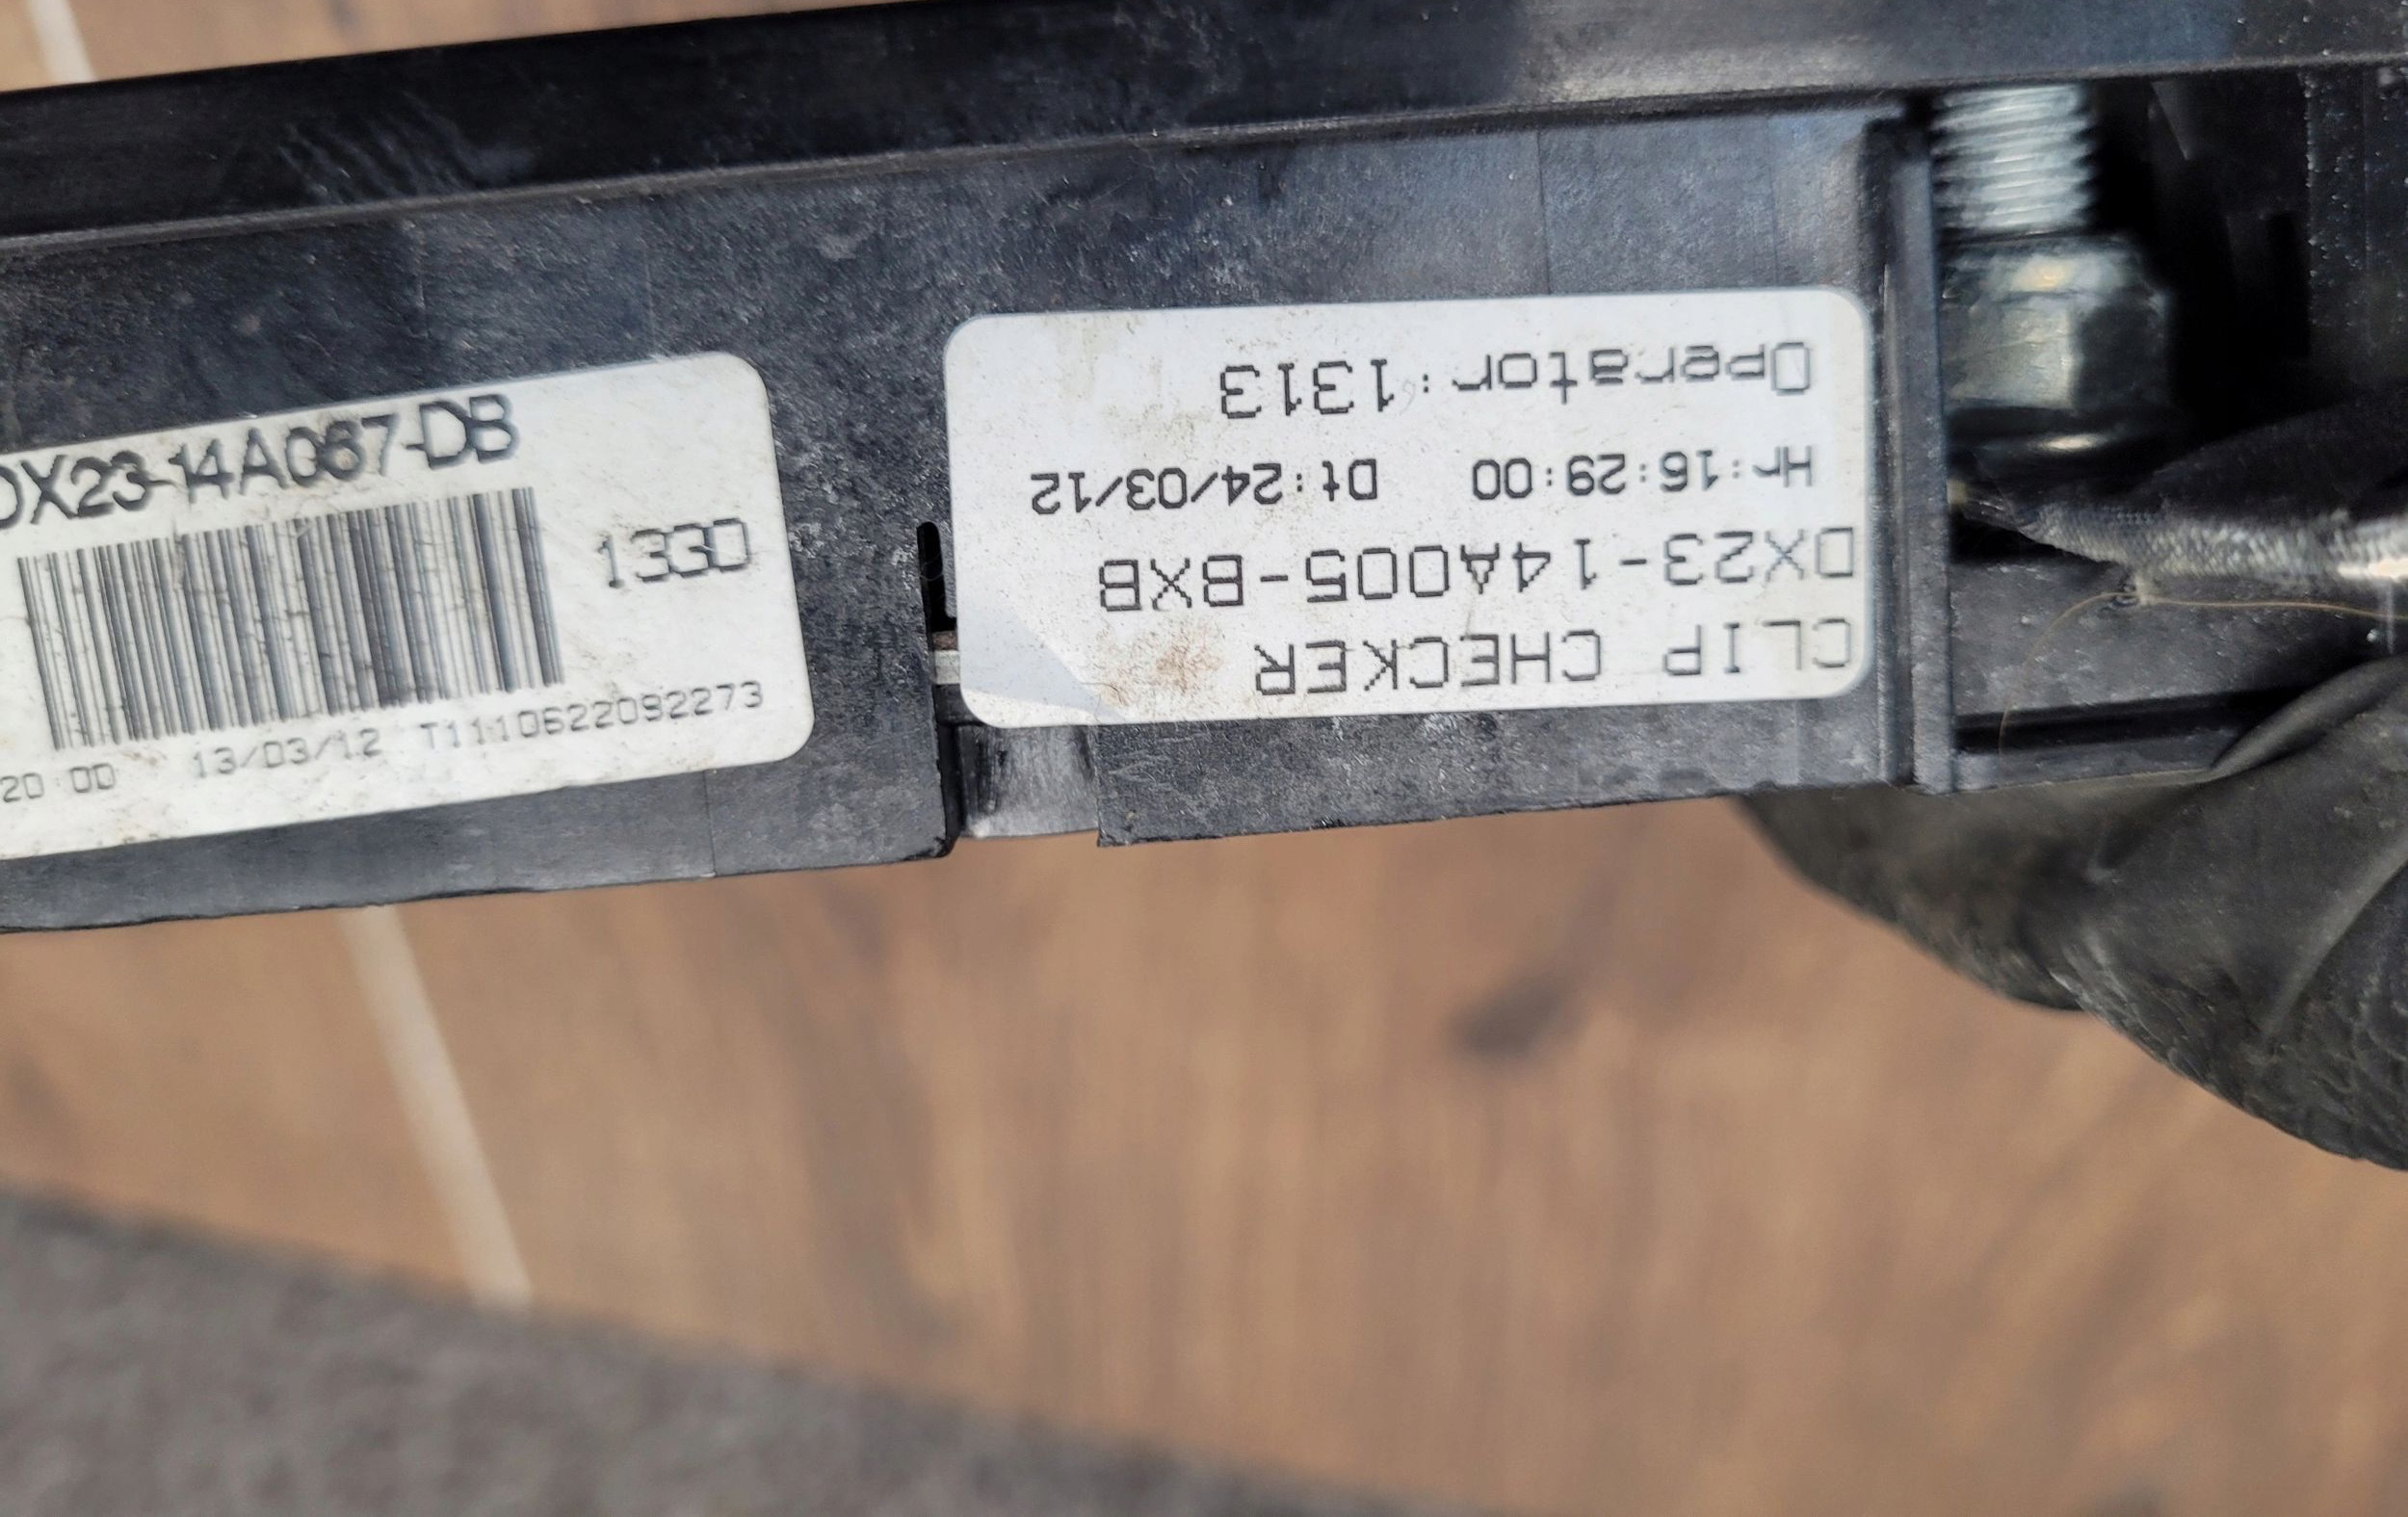 DX23-14A067-DB
1330
20:00 13/03/12 T1110622092273
CLIP CHECKER
DX23-14A005-BXB
Hr:16:29:00 Dt:24/03/12
Operator:1313